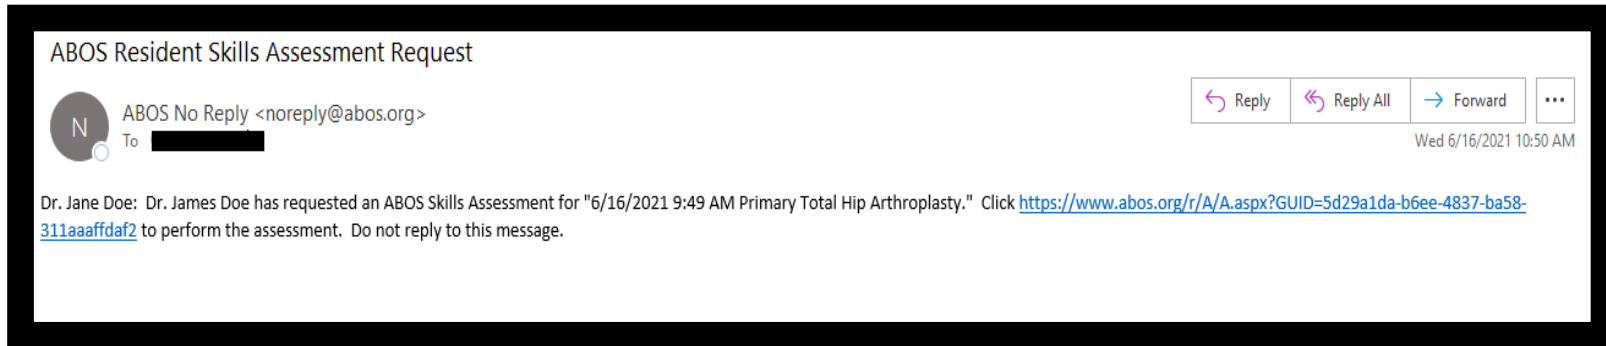 ABOS Resident Skills Assessment Request
N
ABOS No Reply <noreply@abos.org>
To
Reply
Reply All
Forward
Wed 6/16/2021 10:50 AM
Dr. Jane Doe:  Dr. James Doe has requested an ABOS Skills Assessment for "6/16/2021 9:49 AM Primary Total Hip Arthroplasty."  Click https://www.abos.org/r/A/A.aspx?GUID=5d29a1da-b6ee-4837-ba58-
311aaaffdaf2 to perform the assessment.  Do not reply to this message.